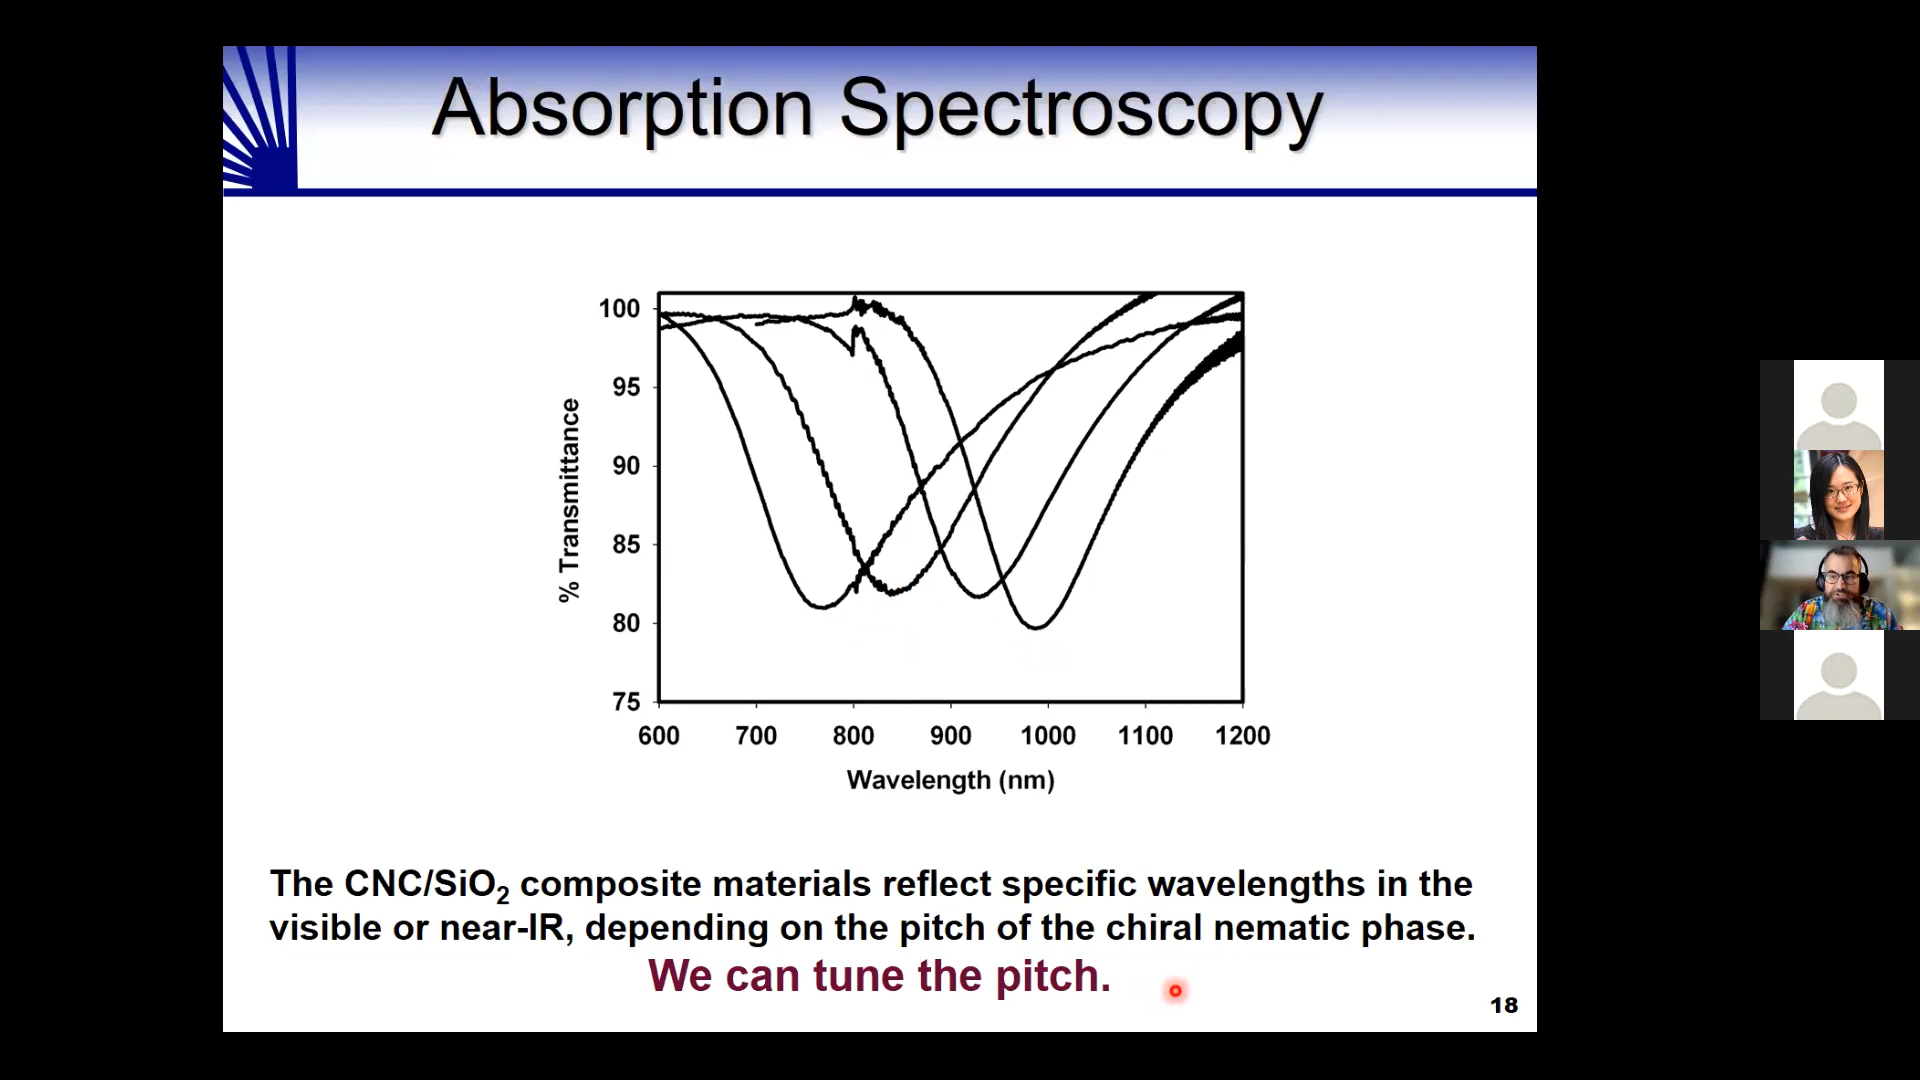 Absorption Spectroscopy
100
95
90
85
80
75
% Transmittance
600 700 800 900 1000 1100 1200
Wavelength (nm)
The CNC/SiO₂ composite materials reflect specific wavelengths in the
visible or near-IR, depending on the pitch of the chiral nematic phase.
We can tune the pitch.
18